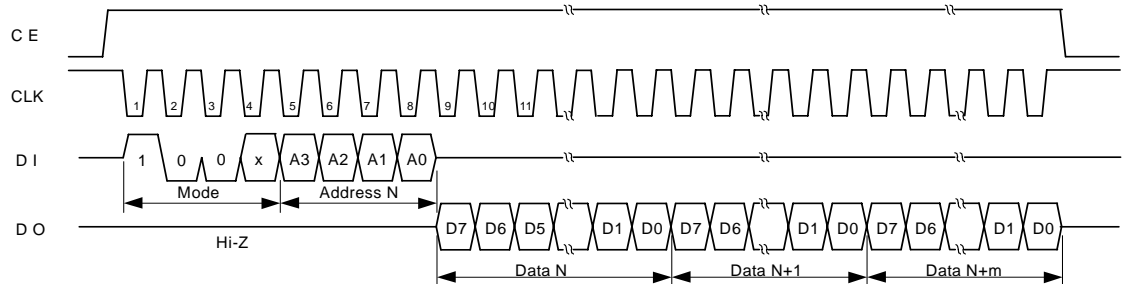 C E
CLK
1 2 3 4 5 6 7 8 9 10 11
D I
1 0 0 x A3 A2 A1 A0
Mode Address N
D O
D7 D6 D5 D1 D0 D7 D6 D1 D0 D7 D6 D1 D0
Hi-Z
Data N Data N+1 Data N+m